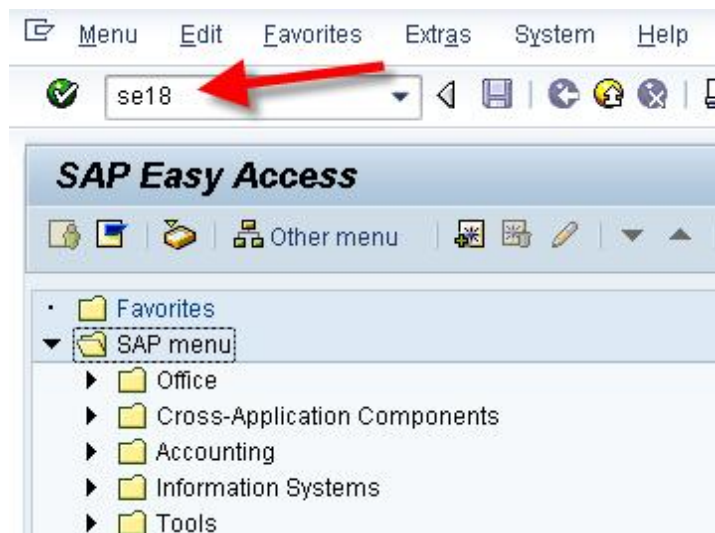 Menu Edit Favorites Extras System Help
se18
SAP Easy Access
Other menu
Favorites
SAP menu
Office
Cross-Application Components
Accounting
Information Systems
Tools